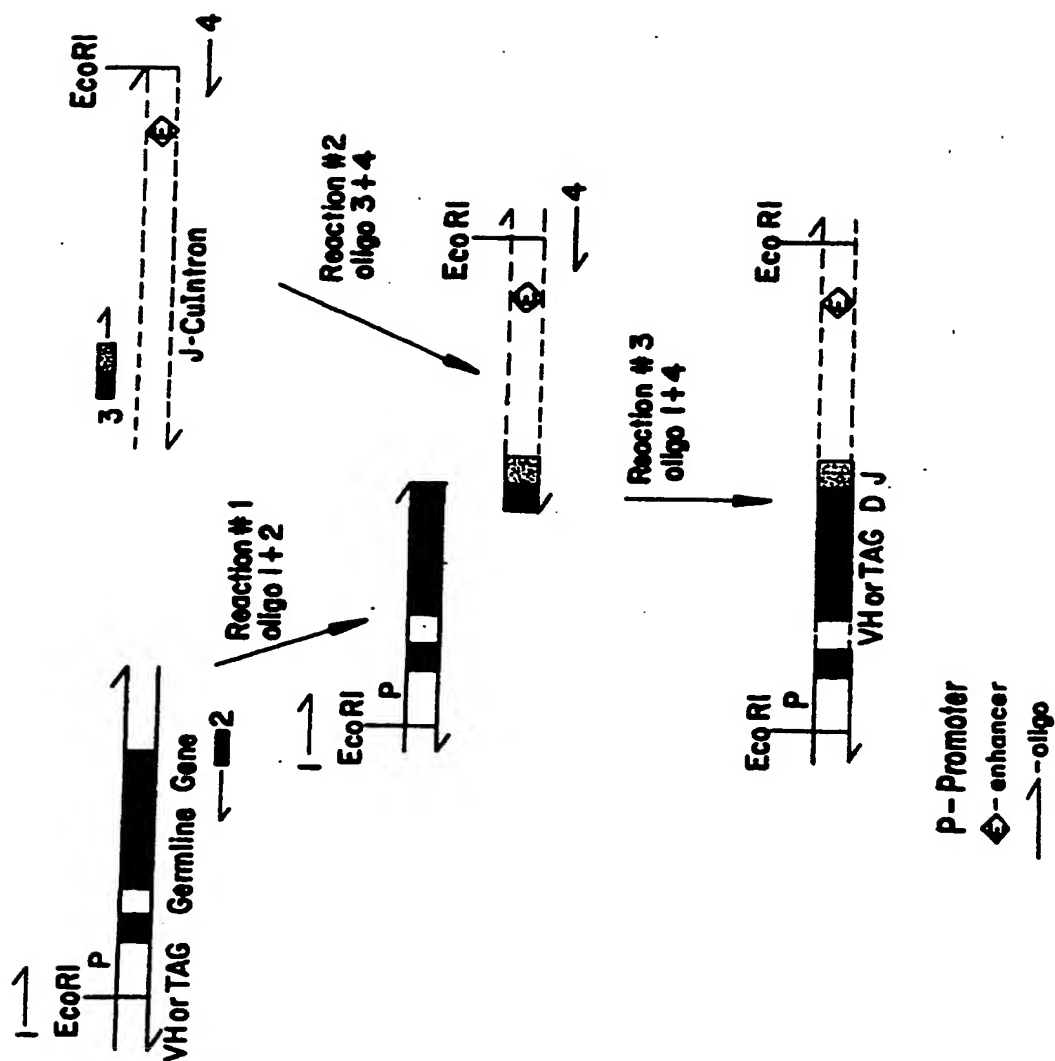 1
EcoRI
P
VHorTAG Germline Gene
2
3
EcoRI
E
J-CuIntron
4
Reaction #1
oligo 1+2
Reaction #2
oligo 3+4
1
EcoRI
P
EcoRI
E
4
Reaction #3
oligo 1+4
EcoRI
P
EcoRI
E
VHorTAG D J
P-Promoter
E-enhancer
-oligo